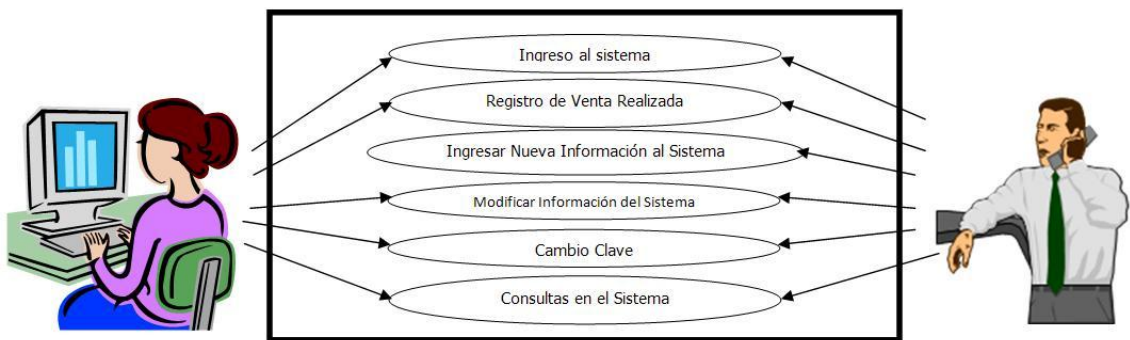 Ingreso al sistema
Registro de Venta Realizada
Ingresar Nueva Información al Sistema
Modificar Información del Sistema
Cambio Clave
Consultas en el Sistema